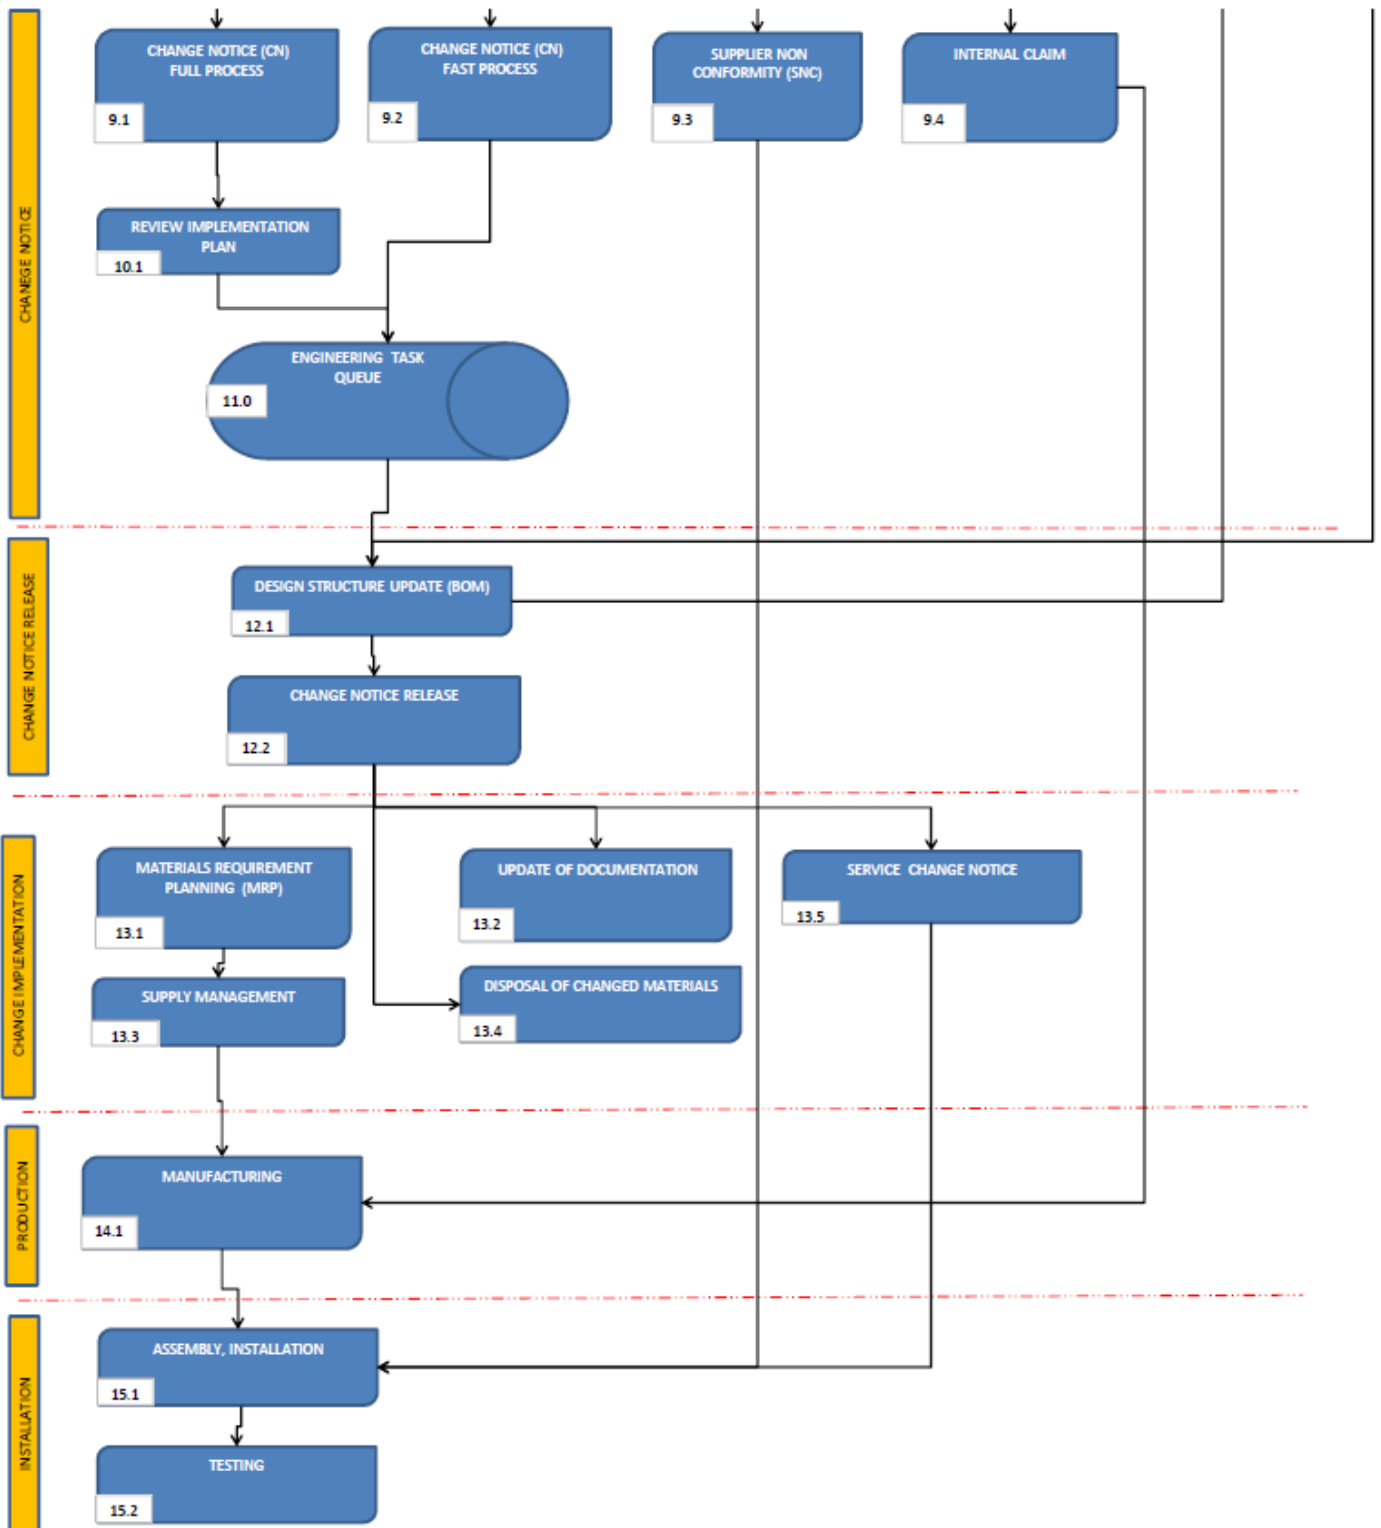 CHANEGE NOTICE
CHANGE NOTICE (CN)
FULL PROCESS
9.1
CHANGE NOTICE (CN)
FAST PROCESS
9.2
SUPPLIER NON
CONFORMITY (SNC)
9.3
INTERNAL CLAIM
9.4
REVIEW IMPLEMENTATION
PLAN
10.1
ENGINEERING TASK
QUEUE
11.0
CHANGE NOTICE RELEASE
DESIGN STRUCTURE UPDATE (BOM)
12.1
CHANGE NOTICE RELEASE
12.2
CHANGE IMPLEMENTATION
MATERIALS REQUIREMENT
PLANNING (MRP)
13.1
UPDATE OF DOCUMENTATION
13.2
SERVICE CHANGE NOTICE
13.5
SUPPLY MANAGEMENT
13.3
DISPOSAL OF CHANGED MATERIALS
13.4
PRODUCTION
MANUFACTURING
14.1
INSTALLATION
ASSEMBLY, INSTALLATION
15.1
TESTING
15.2